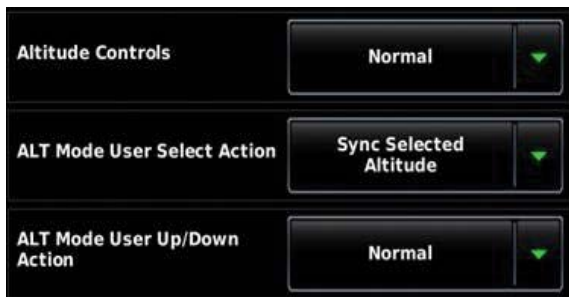 Altitude Controls
Normal
ALT Mode User Select Action
Sync Selected
Altitude
ALT Mode User Up/Down
Action
Normal